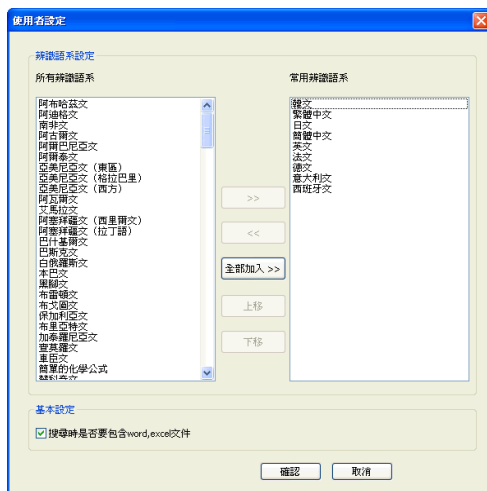 使用者設定
辨識語系設定
所有辨識語系
常用辨識語系
阿布哈茲文
阿迪格文
南非文
阿古爾文
阿爾巴尼亞文
阿爾泰文
亞美尼亞文（東區）
亞美尼亞文（格拉巴里）
亞美尼亞文（西方）
阿瓦爾文
艾馬拉文
阿塞拜疆文（西里爾文）
阿塞拜疆文（拉丁語）
巴什基爾文
巴斯克文
白俄羅斯文
本巴文
黑腳文
布雷頓文
布戈圖文
保加利亞文
布里亞特文
加泰羅尼亞文
查莫羅文
車臣文
簡單的化學公式
>>
<<
全部加入 >>
上移
下移
韓文
繁體中文
日文
簡體中文
英文
法文
德文
意大利文
西班牙文
基本設定
搜尋時是否要包含word,excel文件
確認
取消